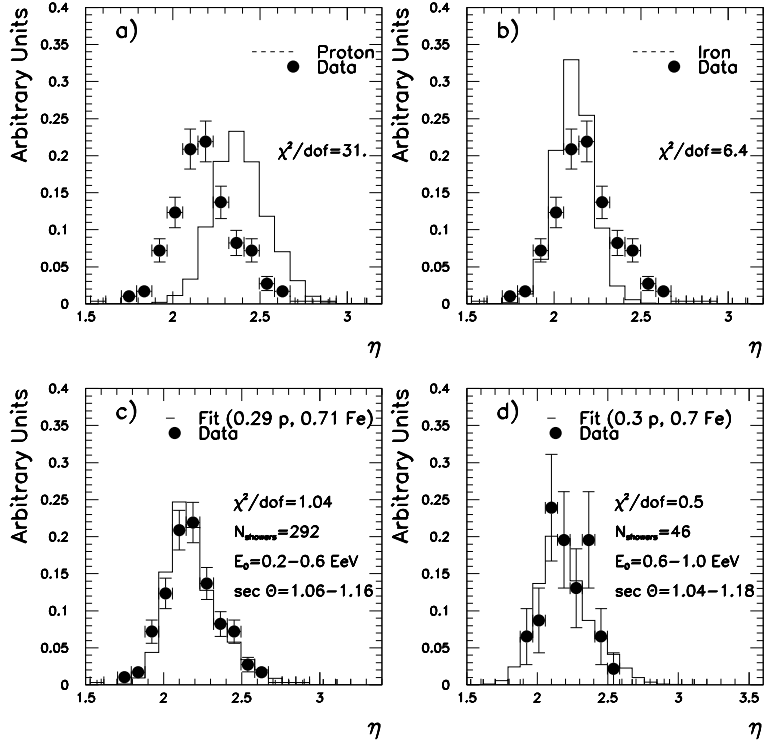 a)
Arbitrary Units
0.4
0.35
0.3
0.25
0.2
0.15
0.1
0.05
0
Proton
Data
χ²/dof=31.
1.5 2 2.5 3
η
b)
Arbitrary Units
0.4
0.35
0.3
0.25
0.2
0.15
0.1
0.05
0
Iron
Data
χ²/dof=6.4
1.5 2 2.5 3
η
c)
Arbitrary Units
0.4
0.35
0.3
0.25
0.2
0.15
0.1
0.05
0
Fit (0.29 p, 0.71 Fe)
Data
χ²/dof=1.04
Nshowers=292
E₀=0.2–0.6 EeV
sec Θ=1.06–1.16
1.5 2 2.5 3
η
d)
Arbitrary Units
0.4
0.35
0.3
0.25
0.2
0.15
0.1
0.05
0
Fit (0.3 p, 0.7 Fe)
Data
χ²/dof=0.5
Nshowers=46
E₀=0.6–1.0 EeV
sec Θ=1.04–1.18
1.5 2 2.5 3 3.5
η